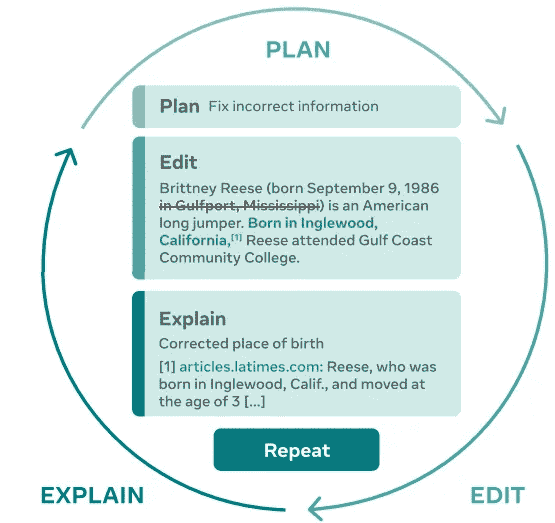 PLAN
Plan Fix incorrect information
Edit
Brittney Reese (born September 9, 1986
in Gulfport, Mississippi) is an American
long jumper. Born in Inglewood,
California,[1] Reese attended Gulf Coast
Community College.
Explain
Corrected place of birth
[1] articles.latimes.com: Reese, who was
born in Inglewood, Calif., and moved at
the age of 3 [...]
Repeat
EXPLAIN
EDIT